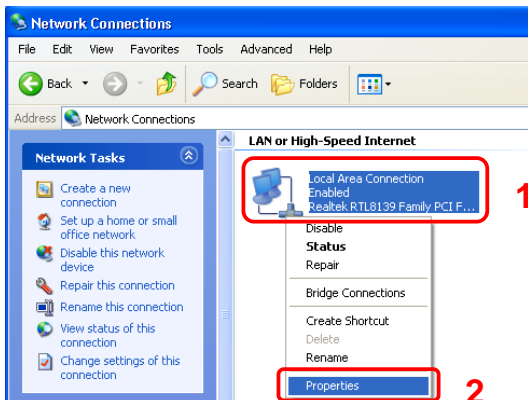 Network Connections
File Edit View Favorites Tools Advanced Help
Back Search Folders
Address Network Connections
Network Tasks
Create a new
connection
Set up a home or small
office network
Disable this network
device
Repair this connection
Rename this connection
View status of this
connection
Change settings of this
connection
LAN or High-Speed Internet
Local Area Connection
Enabled
Realtek RTL8139 Family PCI F...
1
Disable
Status
Repair
Bridge Connections
Create Shortcut
Delete
Rename
Properties
2